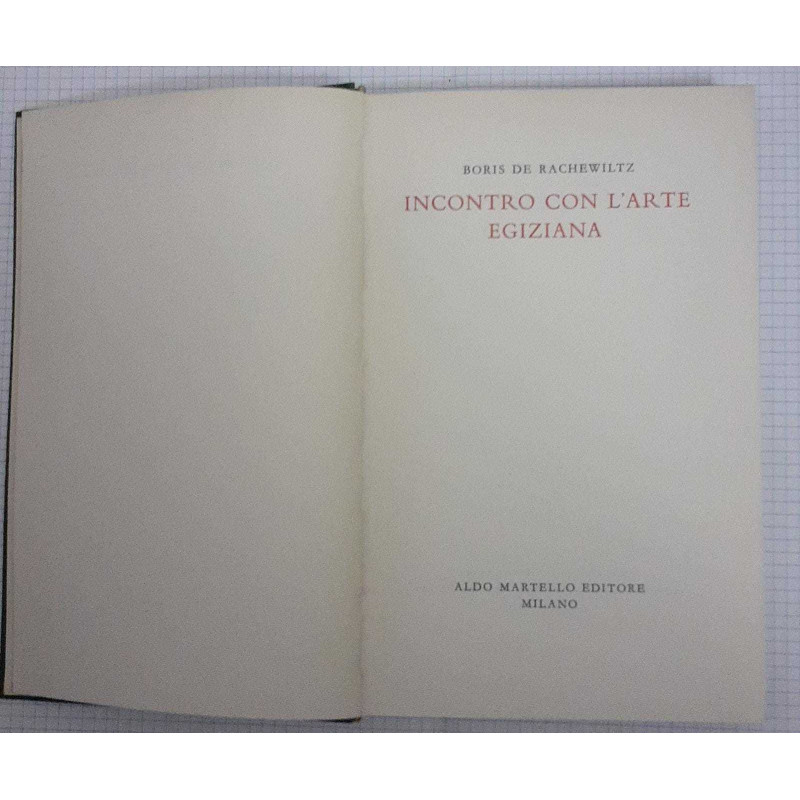 BORIS DE RACHEWILTZ
INCONTRO CON L'ARTE
EGIZIANA
ALDO MARTELLO EDITORE
MILANO